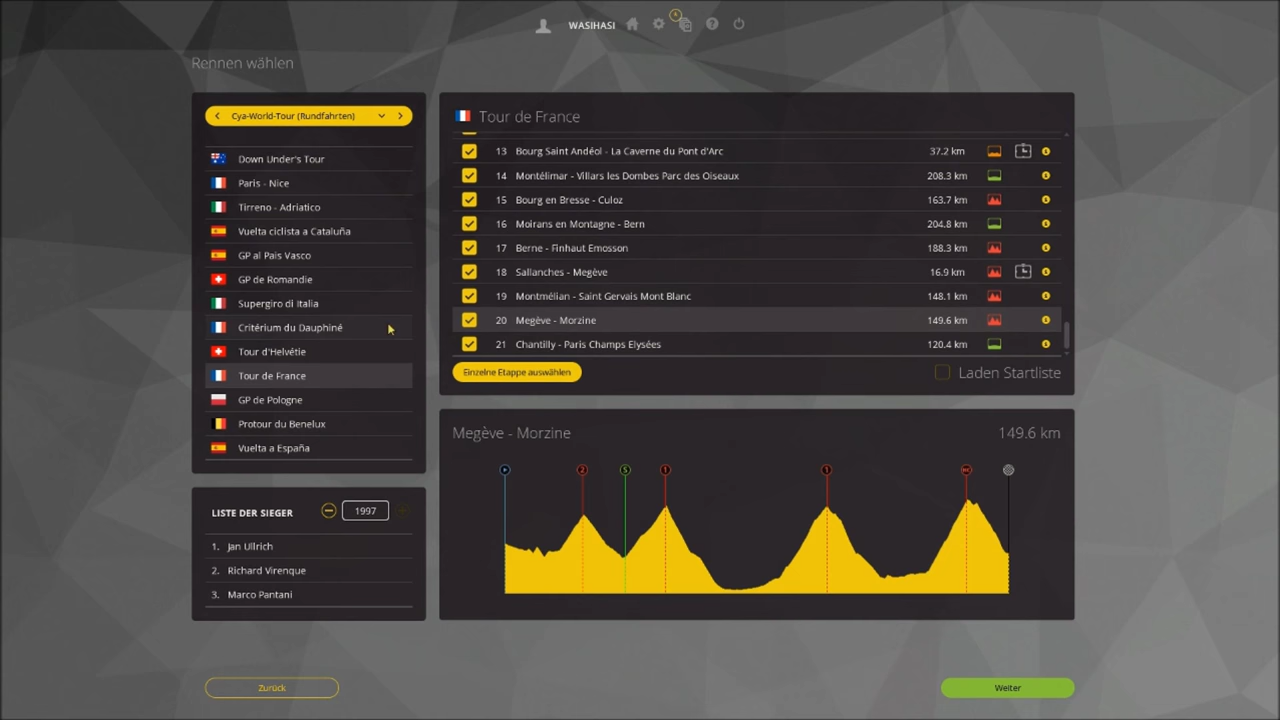 WASIHASI
Rennen wählen
Cya-World-Tour (Rundfahrten)
Down Under's Tour
Paris - Nice
Tirreno - Adriatico
Vuelta ciclista a Cataluña
GP al Pais Vasco
GP de Romandie
Supergiro di Italia
Critérium du Dauphiné
Tour d'Helvétie
Tour de France
GP de Pologne
Protour du Benelux
Vuelta a España
LISTE DER SIEGER 1997
1. Jan Ullrich
2. Richard Virenque
3. Marco Pantani
Tour de France
13 Bourg Saint Andéol - La Caverne du Pont d'Arc 37.2 km
14 Montélimar - Villars les Dombes Parc des Oiseaux 208.3 km
15 Bourg en Bresse - Culoz 163.7 km
16 Moirans en Montagne - Bern 204.8 km
17 Berne - Finhaut Emosson 188.3 km
18 Sallanches - Megève 16.9 km
19 Montmélian - Saint Gervais Mont Blanc 148.1 km
20 Megève - Morzine 149.6 km
21 Chantilly - Paris Champs Elysées 120.4 km
Einzelne Etappe auswählen
Laden Startliste
Megève - Morzine 149.6 km
2 S 1 1 HC
Zurück
Weiter